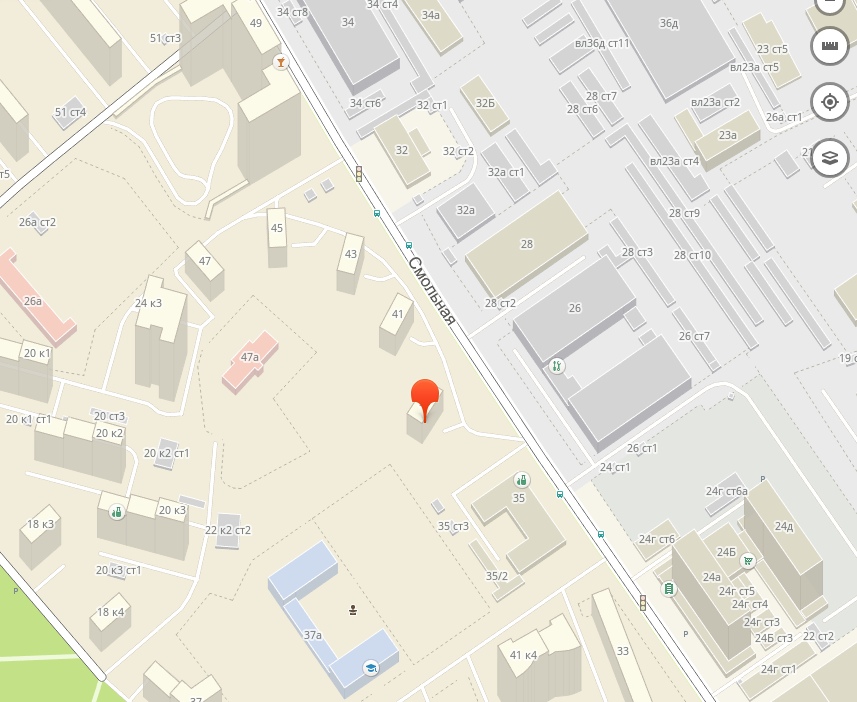 34 ст8
34 ст4
34а
49
34
36д
51 ст3
вл36д ст11
23 ст5
вл23а ст5
34 ст6
32 ст1
32Б
28 ст7
28 ст6
вл23а ст2
51 ст4
26а ст1
23а
32
32 ст2
21
вл23а ст4
32а ст1
т5
26а ст2
45
32а
28 ст9
43
28
28 ст3
28 ст10
47
Смольная
26а
24 к3
28 ст2
26
41
26 ст7
20 к1
47а
19 с
20 к1 ст1
20 ст3
20 к2
20 к2 ст1
26 ст1
24 ст1
Р
24г ст6а
35
20 к3
18 к3
22 к2 ст2
35 ст3
24д
24г ст6
24Б
20 к3 ст1
35/2
24а
Р
24г ст5
18 к4
24г ст4
24г ст3
37а
Р
24Б ст3
22 ст2
41 к4
33
24г ст1
37